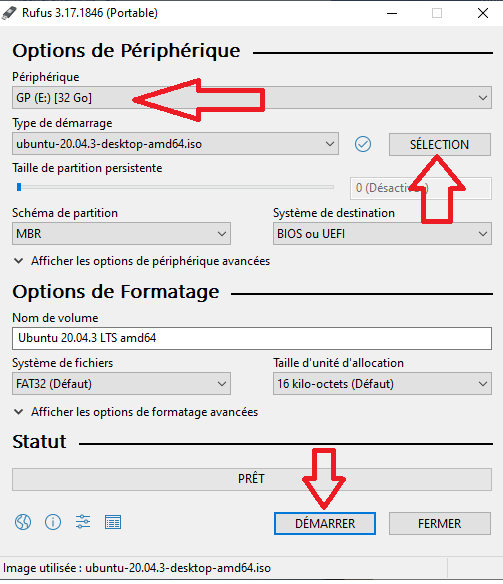 Rufus 3.17.1846 (Portable)
Options de Périphérique
Périphérique
GP (E:) [32 Go]
Type de démarrage
ubuntu-20.04.3-desktop-amd64.iso
SÉLECTION
Taille de partition persistente
0 (Désactivé)
Schéma de partition
Système de destination
MBR
BIOS ou UEFI
Afficher les options de périphérique avancées
Options de Formatage
Nom de volume
Ubuntu 20.04.3 LTS amd64
Système de fichiers
Taille d'unité d'allocation
FAT32 (Défaut)
16 kilo-octets (Défaut)
Afficher les options de formatage avancées
Statut
PRÊT
DÉMARRER
FERMER
Image utilisée : ubuntu-20.04.3-desktop-amd64.iso